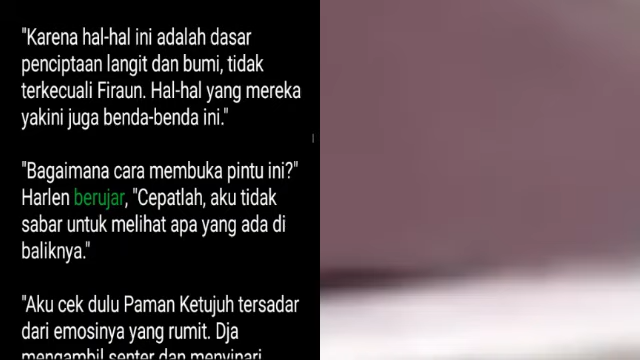 "Karena hal-hal ini adalah dasar
penciptaan langit dan bumi, tidak
terkecuali Firaun. Hal-hal yang mereka
yakini juga benda-benda ini."
"Bagaimana cara membuka pintu ini?"
Harlen berujar, "Cepatlah, aku tidak
sabar untuk melihat apa yang ada di
baliknya."
"Aku cek dulu Paman Ketujuh tersadar
dari emosinya yang rumit. Dja
mengambil senter dan menyinari